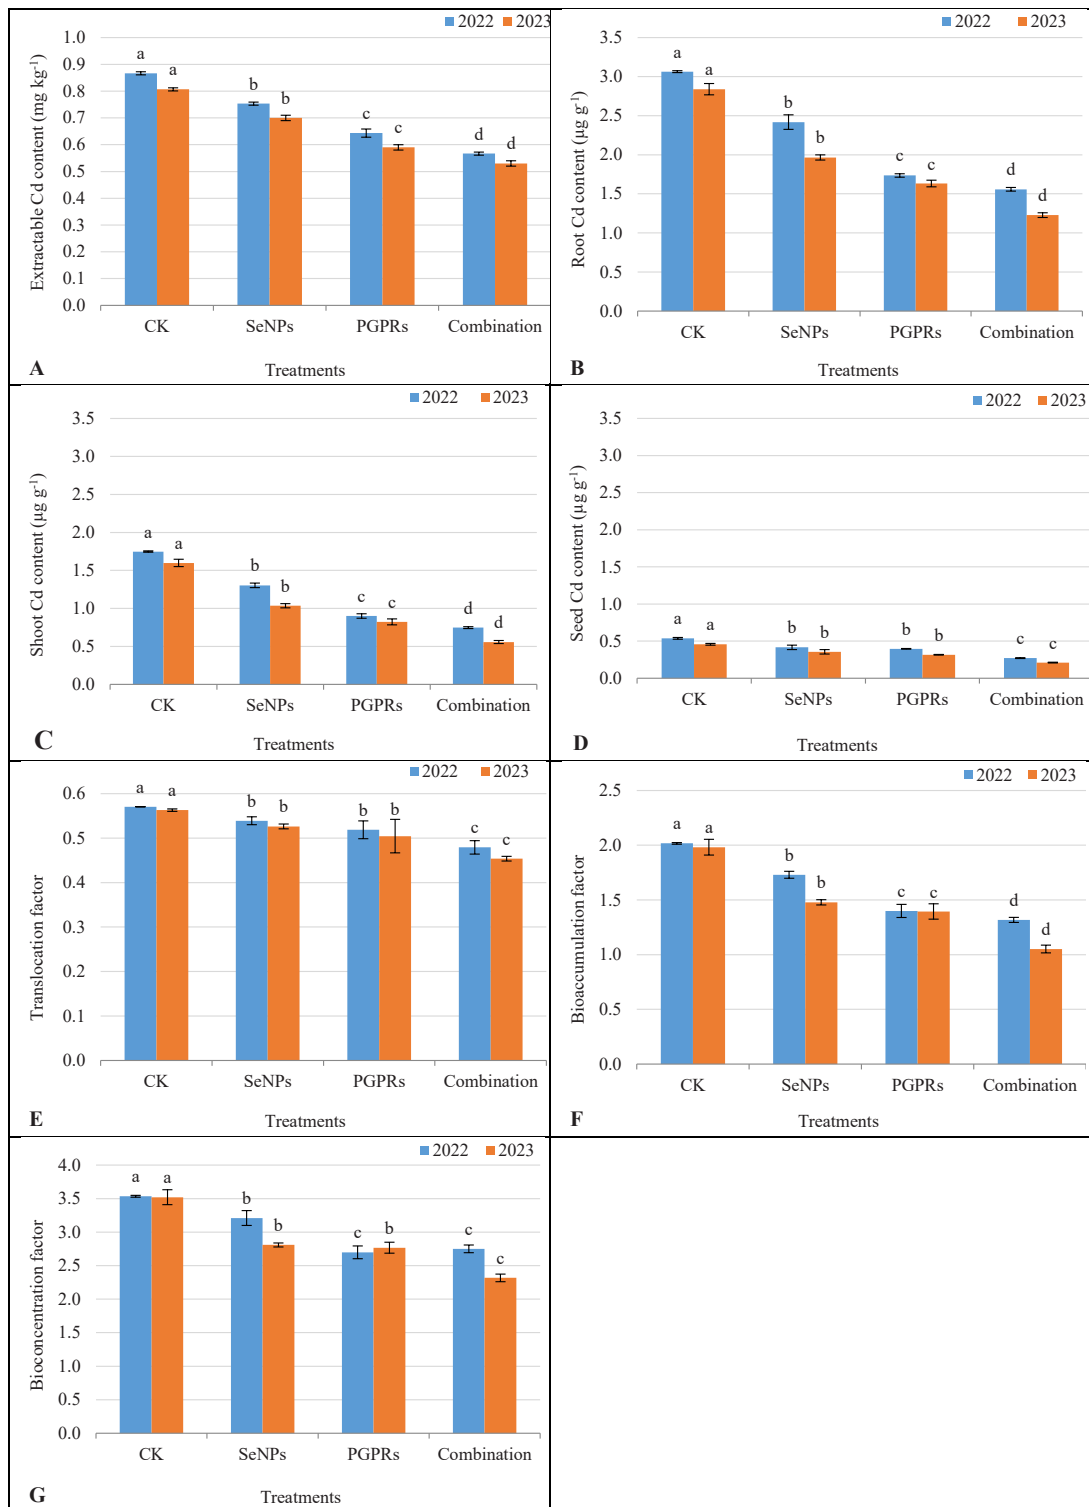 2022 2023
1.0
0.9
0.8
0.7
0.6
0.5
0.4
0.3
0.2
0.1
0.0
Extractable Cd content (mg kg⁻¹)
a a b b c c d d
CK SeNPs PGPRs Combination
A
Treatments
2022 2023
3.5
3.0
2.5
2.0
1.5
1.0
0.5
0.0
Root Cd content (µg g⁻¹)
a a b b c c d d
CK SeNPs PGPRs Combination
B
Treatments
2022 2023
3.5
3.0
2.5
2.0
1.5
1.0
0.5
0.0
Shoot Cd content (µg g⁻¹)
a a b b c c d d
CK SeNPs PGPRs Combination
C
Treatments
2022 2023
3.5
3.0
2.5
2.0
1.5
1.0
0.5
0.0
Seed Cd content (µg g⁻¹)
a a b b b b c c
CK SeNPs PGPRs Combination
D
Treatments
2022 2023
0.6
0.5
0.4
0.3
0.2
0.1
0.0
Translocation factor
a a b b b b c c
CK SeNPs PGPRs Combination
E
Treatments
2022 2023
2.5
2.0
1.5
1.0
0.5
0.0
Bioaccumulation factor
a a b b c c d d
CK SeNPs PGPRs Combination
F
Treatments
2022 2023
4.0
3.5
3.0
2.5
2.0
1.5
1.0
0.5
0.0
Bioconcentration factor
a a b b c b c c
CK SeNPs PGPRs Combination
G
Treatments